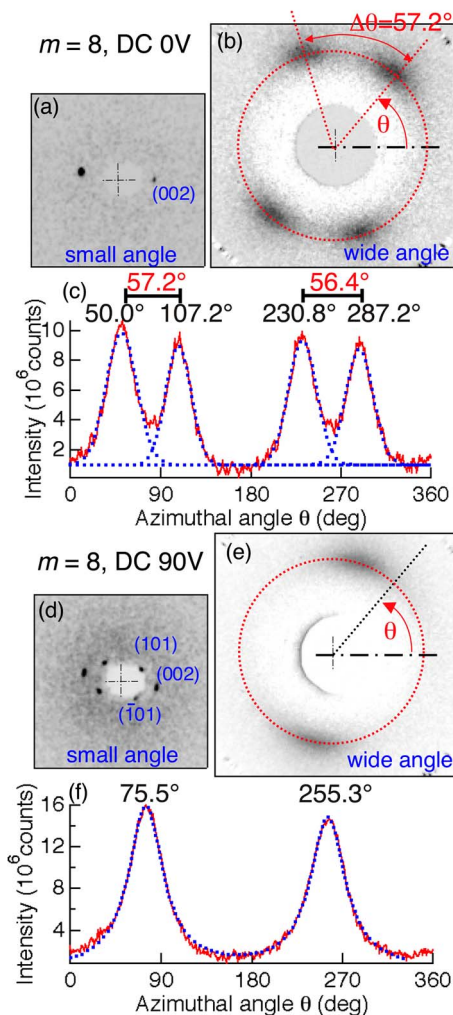 m = 8, DC 0V
(a)
(002)
small angle
(b)
Δθ=57.2°
θ
wide angle
(c)
57.2°
56.4°
50.0°
107.2°
230.8°
287.2°
Intensity (10⁶counts)
10
8
6
4
2
0
90
180
270
360
Azimuthal angle θ (deg)
m = 8, DC 90V
(d)
(101)
(002)
(1̄01)
small angle
(e)
θ
wide angle
(f)
75.5°
255.3°
Intensity (10⁶counts)
16
12
8
4
0
90
180
270
360
Azimuthal angle θ (deg)